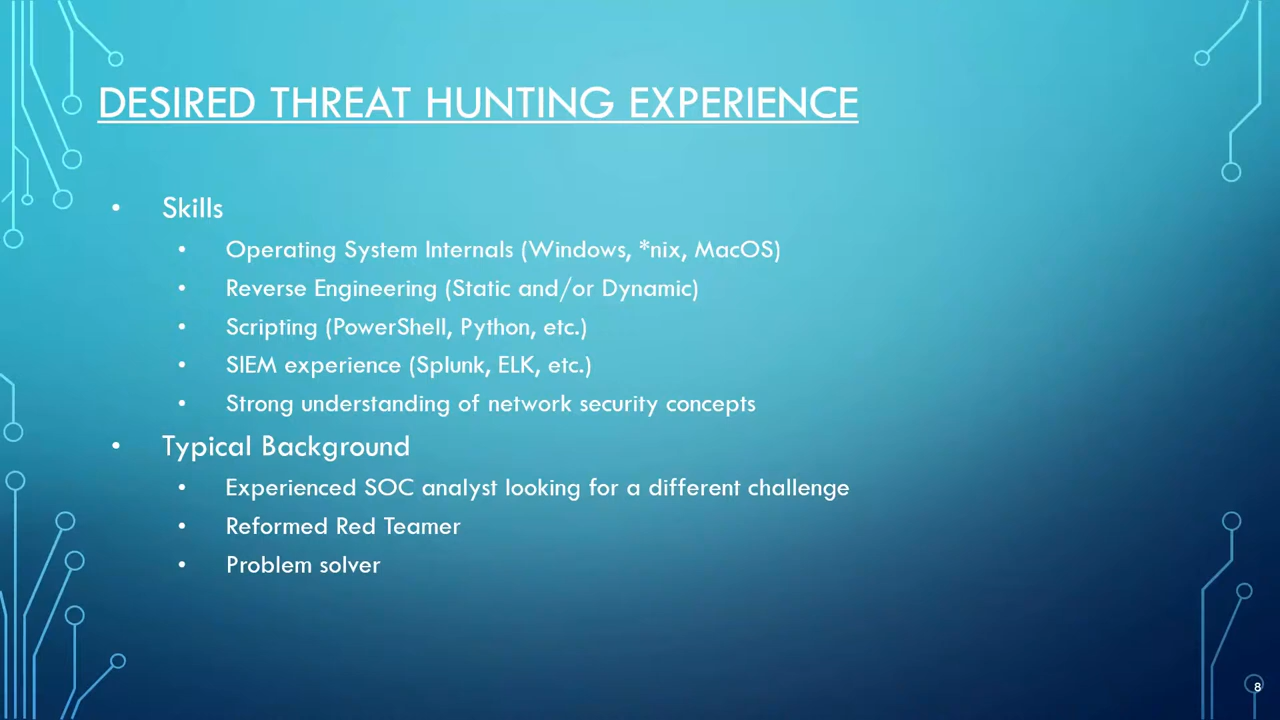 DESIRED THREAT HUNTING EXPERIENCE
• Skills
• Operating System Internals (Windows, *nix, MacOS)
• Reverse Engineering (Static and/or Dynamic)
• Scripting (PowerShell, Python, etc.)
• SIEM experience (Splunk, ELK, etc.)
• Strong understanding of network security concepts
• Typical Background
• Experienced SOC analyst looking for a different challenge
• Reformed Red Teamer
• Problem solver
8